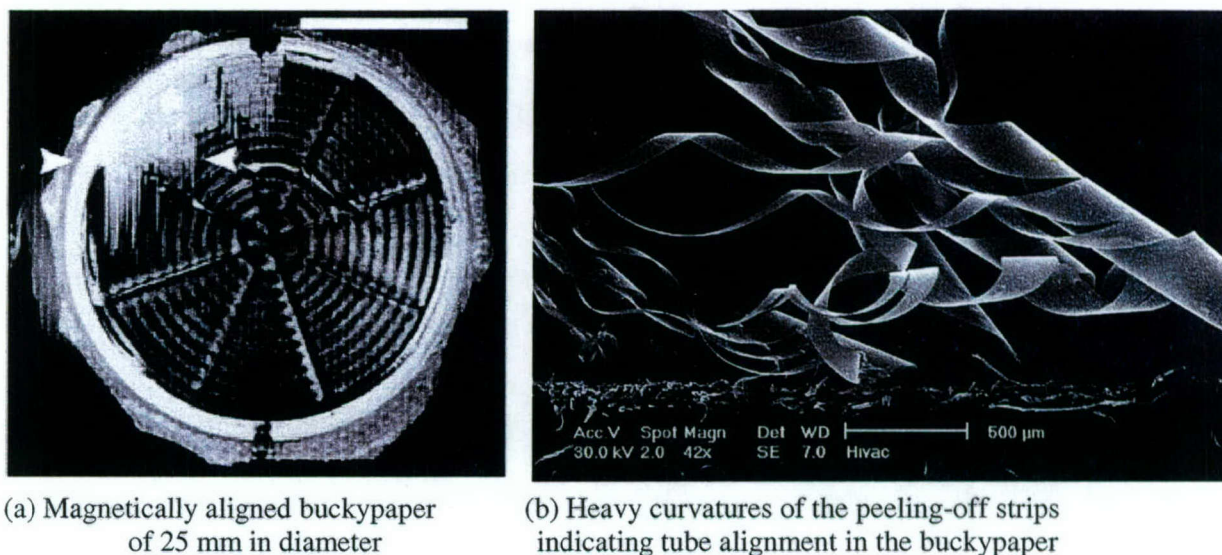 Acc.V Spot Magn Det WD 500 μm
30.0 kV 2.0 42x SE 7.0 Hivac
(a) Magnetically aligned buckypaper
of 25 mm in diameter
(b) Heavy curvatures of the peeling-off strips
indicating tube alignment in the buckypaper